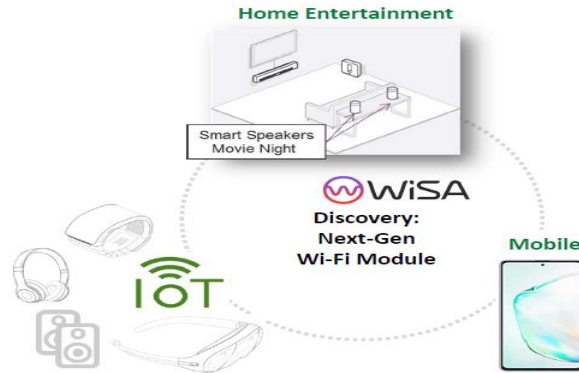 Home Entertainment
Smart Speakers
Movie Night
WiSA
Discovery:
Next-Gen
Wi-Fi Module
Mobile
IoT